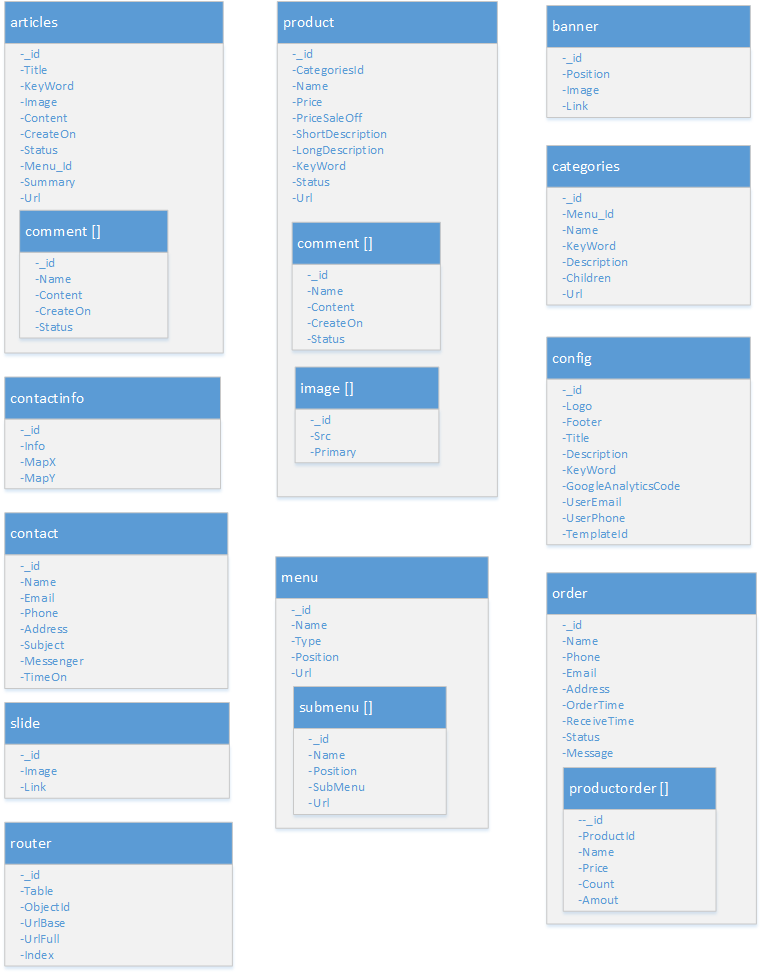 articles
-_id
-Title
-KeyWord
-Image
-Content
-CreateOn
-Status
-Menu_Id
-Summary
-Url
comment []
-_id
-Name
-Content
-CreateOn
-Status
contactinfo
-_id
-Info
-MapX
-MapY
contact
-_id
-Name
-Email
-Phone
-Address
-Subject
-Messenger
-TimeOn
slide
-_id
-Image
-Link
router
-_id
-Table
-ObjectId
-UrlBase
-UrlFull
-Index
product
-_id
-CategoriesId
-Name
-Price
-PriceSaleOff
-ShortDescription
-LongDescription
-KeyWord
-Status
-Url
comment []
-_id
-Name
-Content
-CreateOn
-Status
image []
-_id
-Src
-Primary
menu
-_id
-Name
-Type
-Position
-Url
submenu []
-_id
-Name
-Position
-SubMenu
-Url
banner
-_id
-Position
-Image
-Link
categories
-_id
-Menu_Id
-Name
-KeyWord
-Description
-Children
-Url
config
-_id
-Logo
-Footer
-Title
-Description
-KeyWord
-GoogleAnalyticsCode
-UserEmail
-UserPhone
-TemplateId
order
-_id
-Name
-Phone
-Email
-Address
-OrderTime
-ReceiveTime
-Status
-Message
productorder []
--_id
-ProductId
-Name
-Price
-Count
-Amout